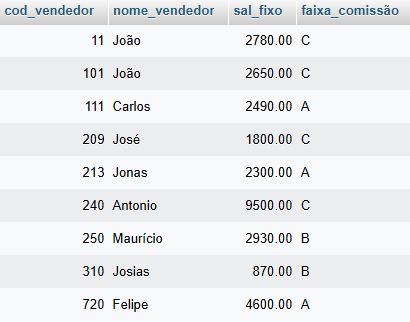 cod_vendedor nome_vendedor sal_fixo faixa_comissão
11 João 2780.00 C
101 João 2650.00 C
111 Carlos 2490.00 A
209 José 1800.00 C
213 Jonas 2300.00 A
240 Antonio 9500.00 C
250 Maurício 2930.00 B
310 Josias 870.00 B
720 Felipe 4600.00 A